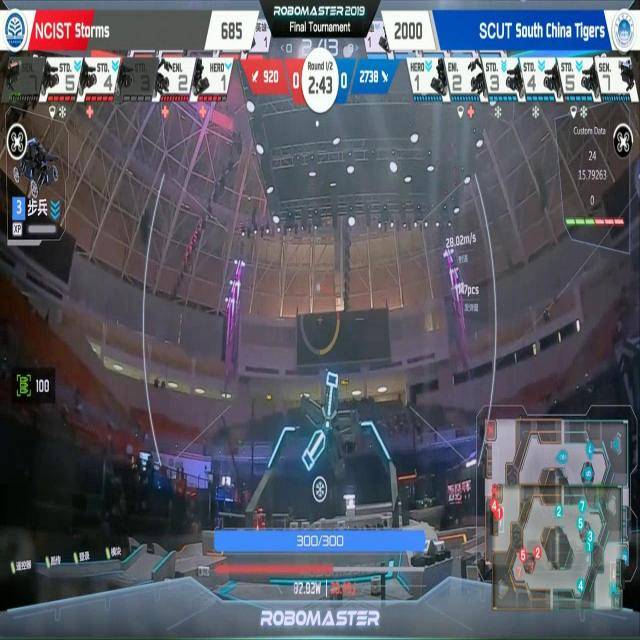 ROBOMASTER 2019
Final Tournament
NCIST Storms
685
2000
SCUT South China Tigers
Round 1/2
920
0
2:43
0
2738
STD.
5
STD.
4
STD.
3
ENI.
2
HERO
1
HERO
1
ENI.
2
STD.
3
STD.
4
STD.
5
SEN.
7
Custom Data
24
15.79263
0
3 步兵
XP
28.02m/s
100
300/300
ROBOMASTER